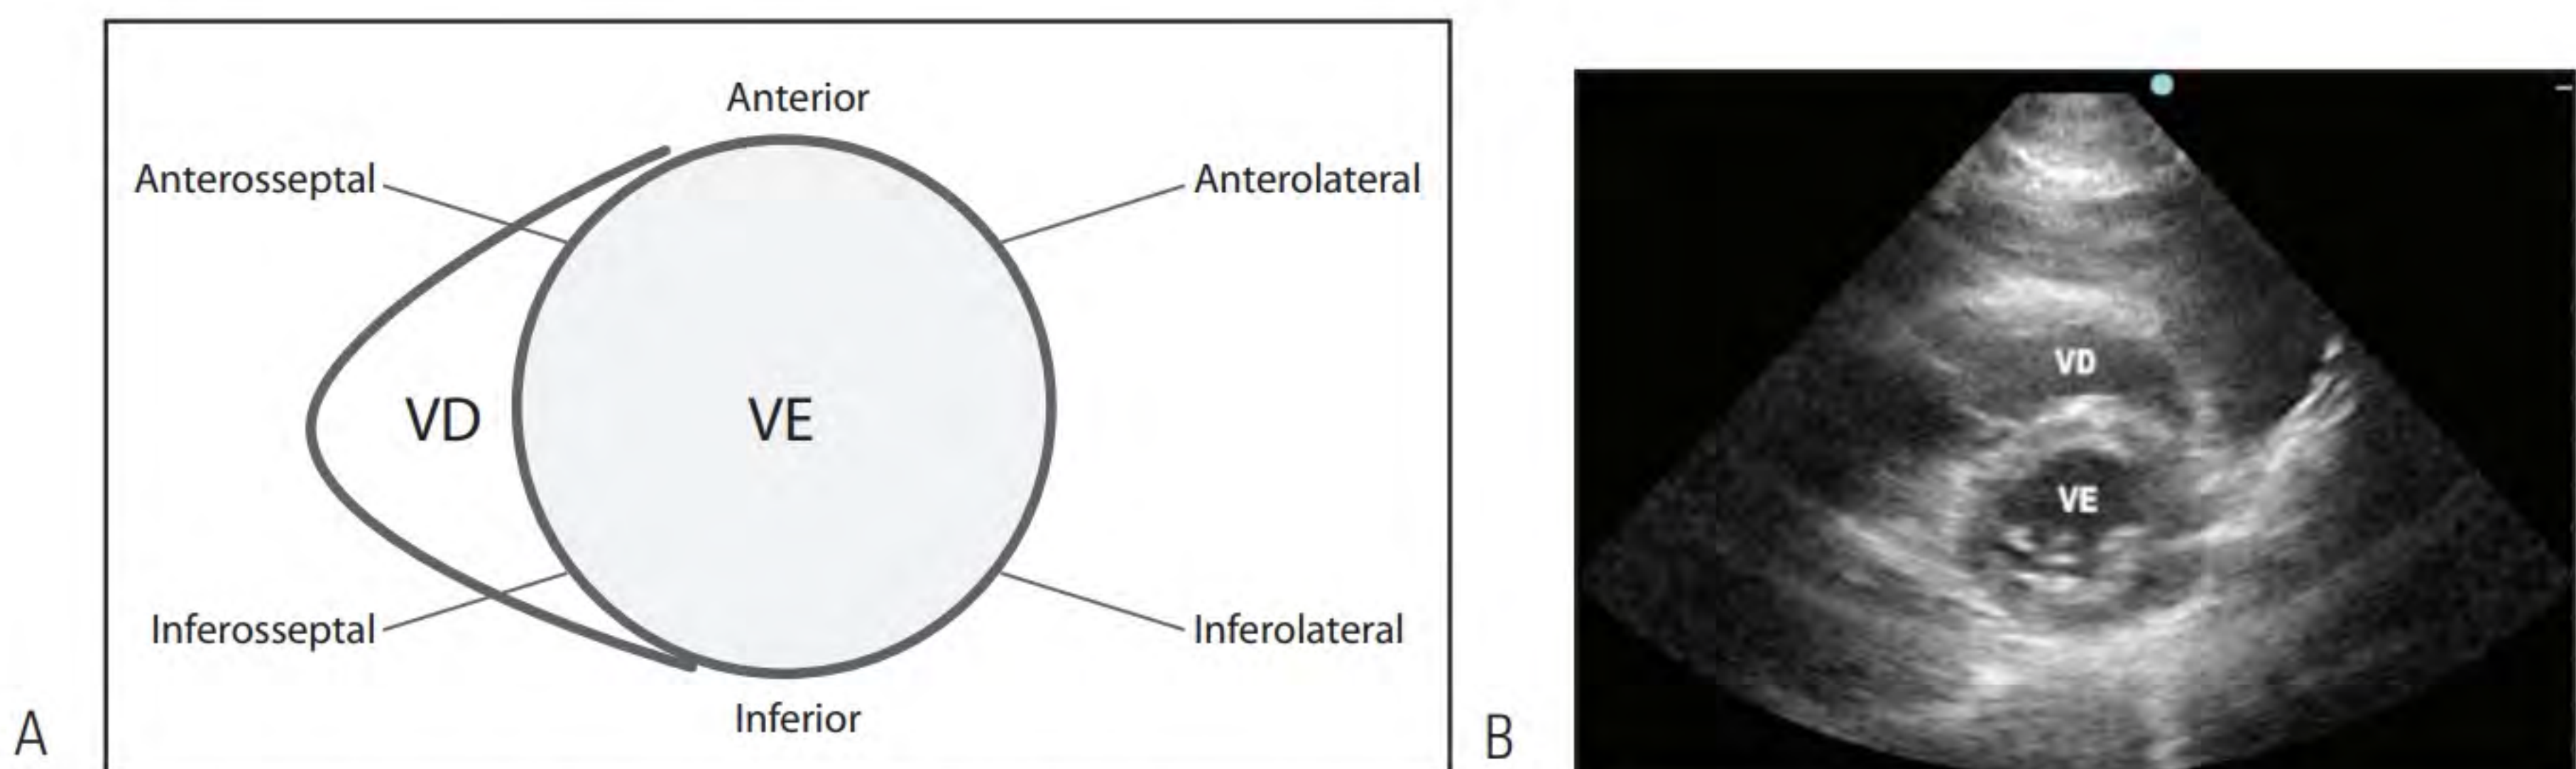 Anterior
Anterosseptal
Anterolateral
VD
VE
Inferosseptal
Inferolateral
Inferior
A
VD
VE
B